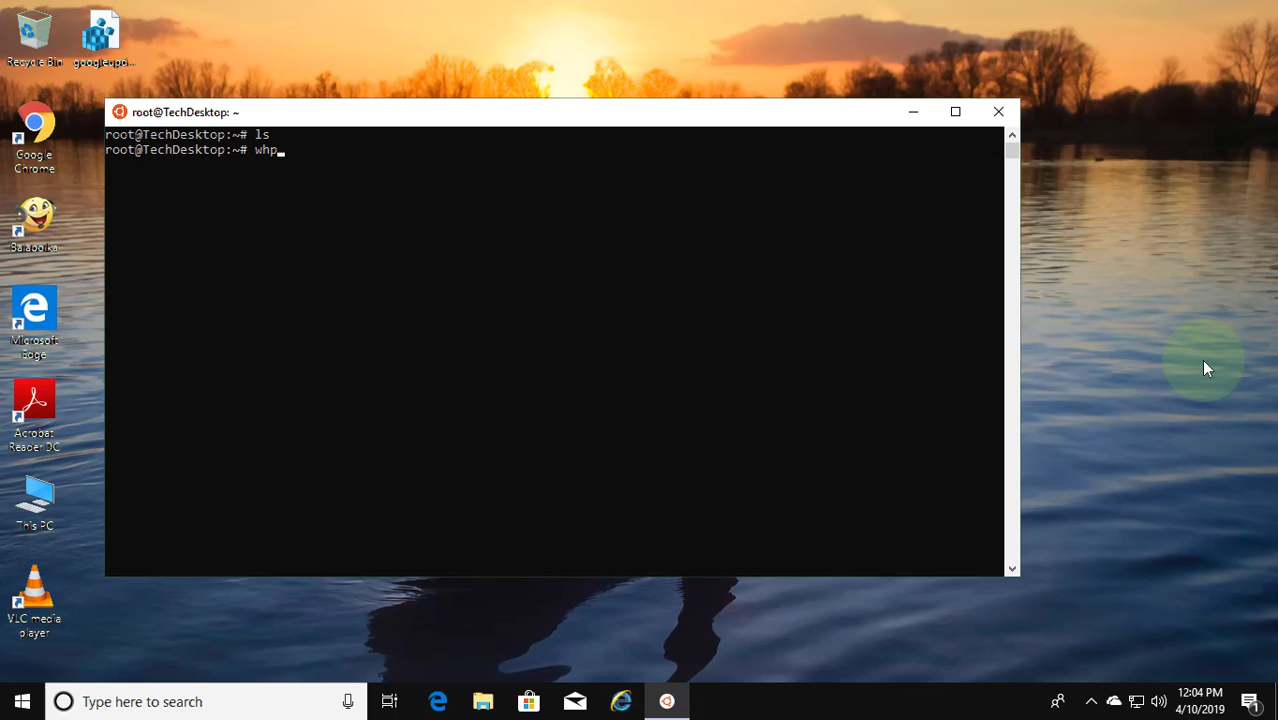 Recycle Bin
googleupd...
root@TechDesktop: ~
root@TechDesktop:~# ls
root@TechDesktop:~# whp
Google
Chrome
Balabolka
Microsoft
Edge
Acrobat
Reader DC
This PC
VLC media
player
Type here to search
12:04 PM
4/10/2019
1